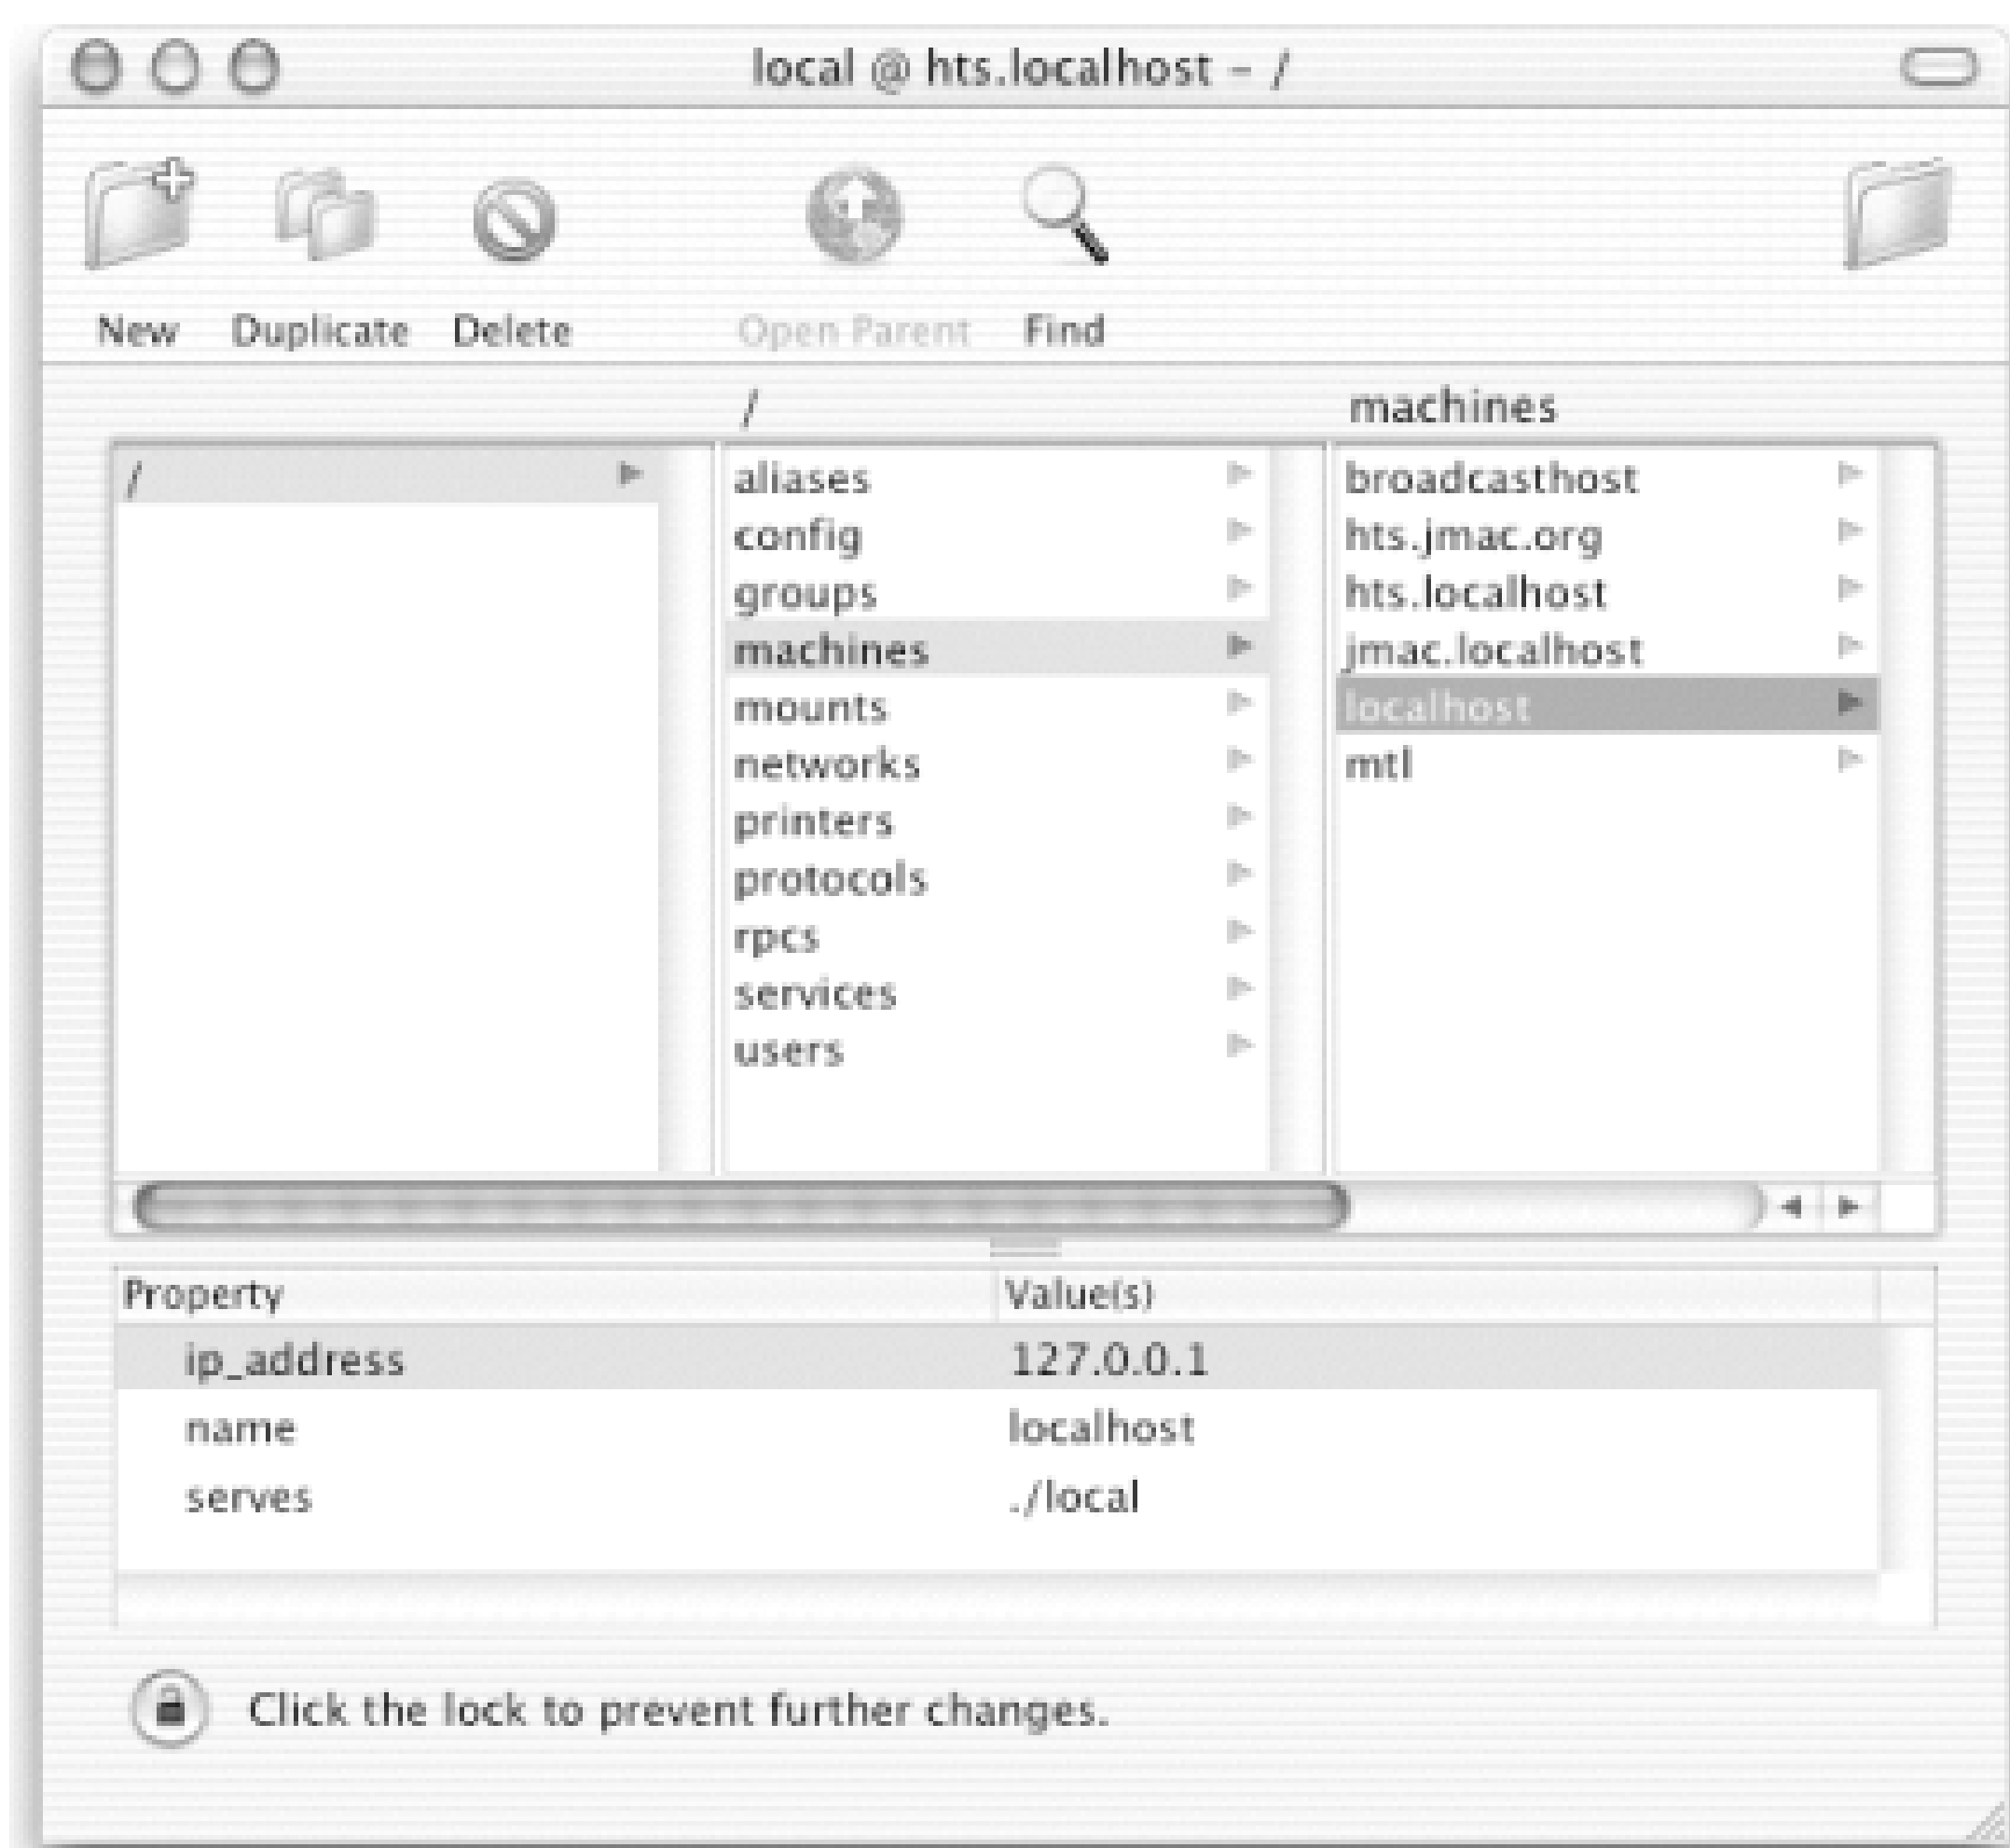 local @ hts.localhost – /
New Duplicate Delete Open Parent Find
/ machines
/
aliases
config
groups
machines
mounts
networks
printers
protocols
rpcs
services
users
broadcasthost
hts.jmac.org
hts.localhost
jmac.localhost
localhost
mtl
Property Value(s)
ip_address 127.0.0.1
name localhost
serves ./local
Click the lock to prevent further changes.